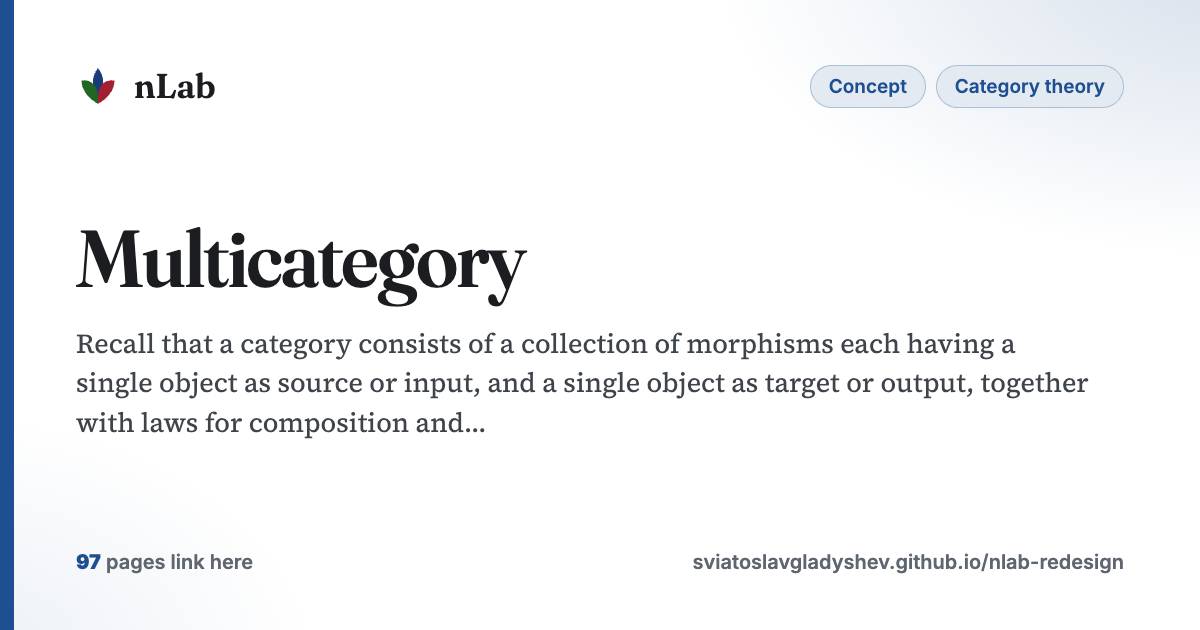 nLab
Concept
Category theory
Multicategory
Recall that a category consists of a collection of morphisms each having a
single object as source or input, and a single object as target or output, together
with laws for composition and...
97 pages link here
sviatoslavgladyshev.github.io/nlab-redesign